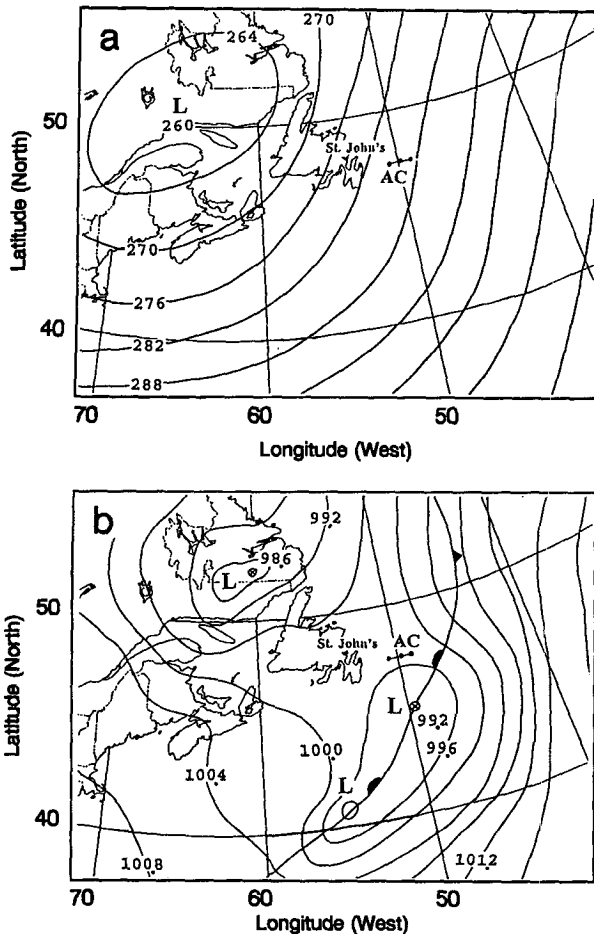 a
264
270
L
260
50
St. John's
AC
Latitude (North)
270
276
40
282
288
70
60
50
Longitude (West)
b
992
986
L
50
St. John's
AC
Latitude (North)
L
992
1000
996
1004
L
40
1008
1012
70
60
50
Longitude (West)